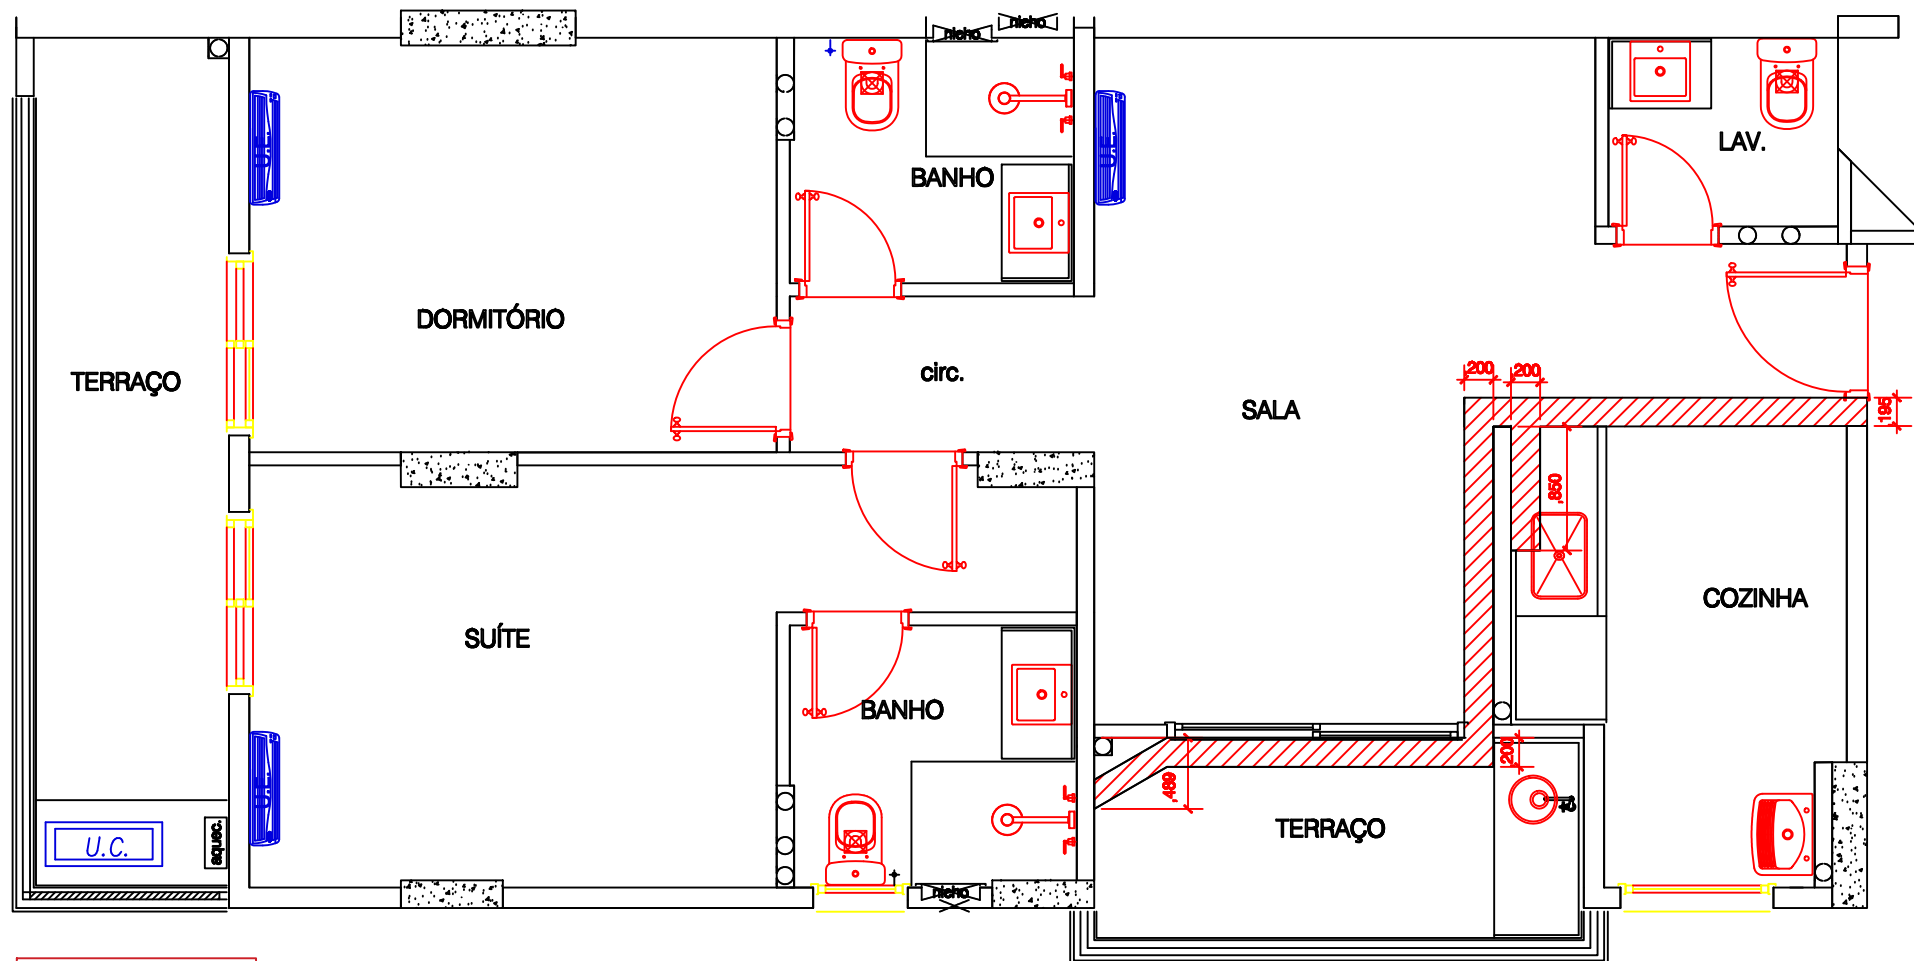 nicho
nicho
U.E.
U.E.
LAV.
BANHO
DORMITÓRIO
TERRAÇO
circ.
SALA
200
200
195
,850
COZINHA
SUÍTE
BANHO
200
,489
U.E.
TERRAÇO
U.C.
aquec.
nicho